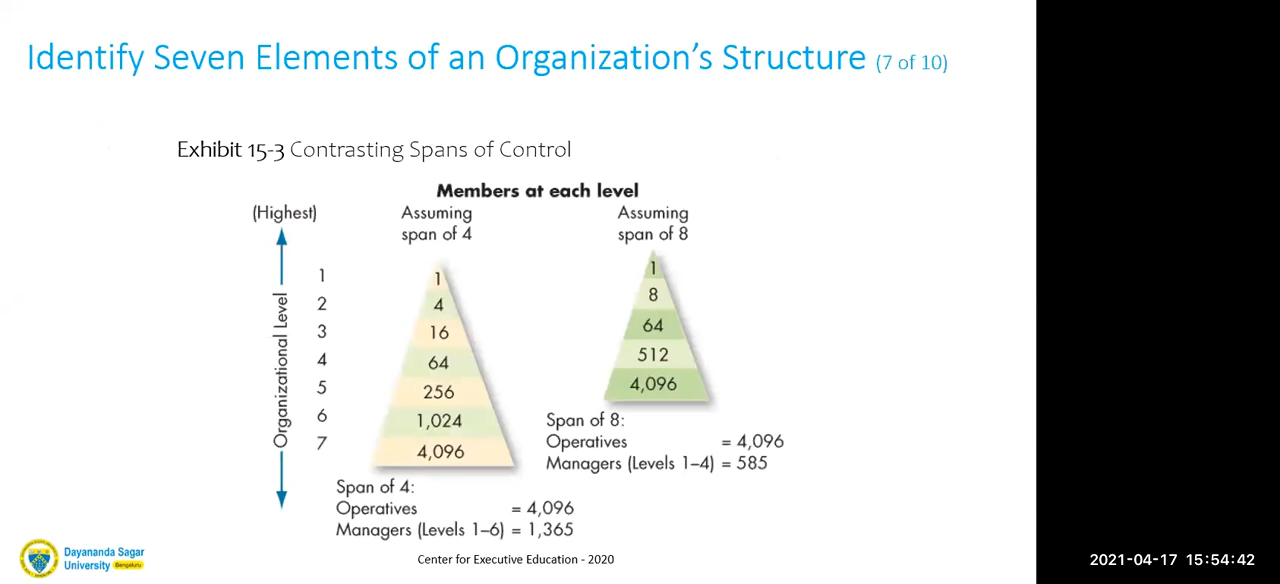 Identify Seven Elements of an Organization's Structure (7 of 10)
Exhibit 15-3 Contrasting Spans of Control
Members at each level
(Highest)
Assuming
span of 4
Assuming
span of 8
Organizational Level
1
2
3
4
5
6
7
1
4
16
64
256
1,024
4,096
1
8
64
512
4,096
Span of 8:
Operatives = 4,096
Managers (Levels 1–4) = 585
Span of 4:
Operatives = 4,096
Managers (Levels 1–6) = 1,365
Dayananda Sagar
University Bengaluru
Center for Executive Education - 2020
2021-04-17 15:54:42